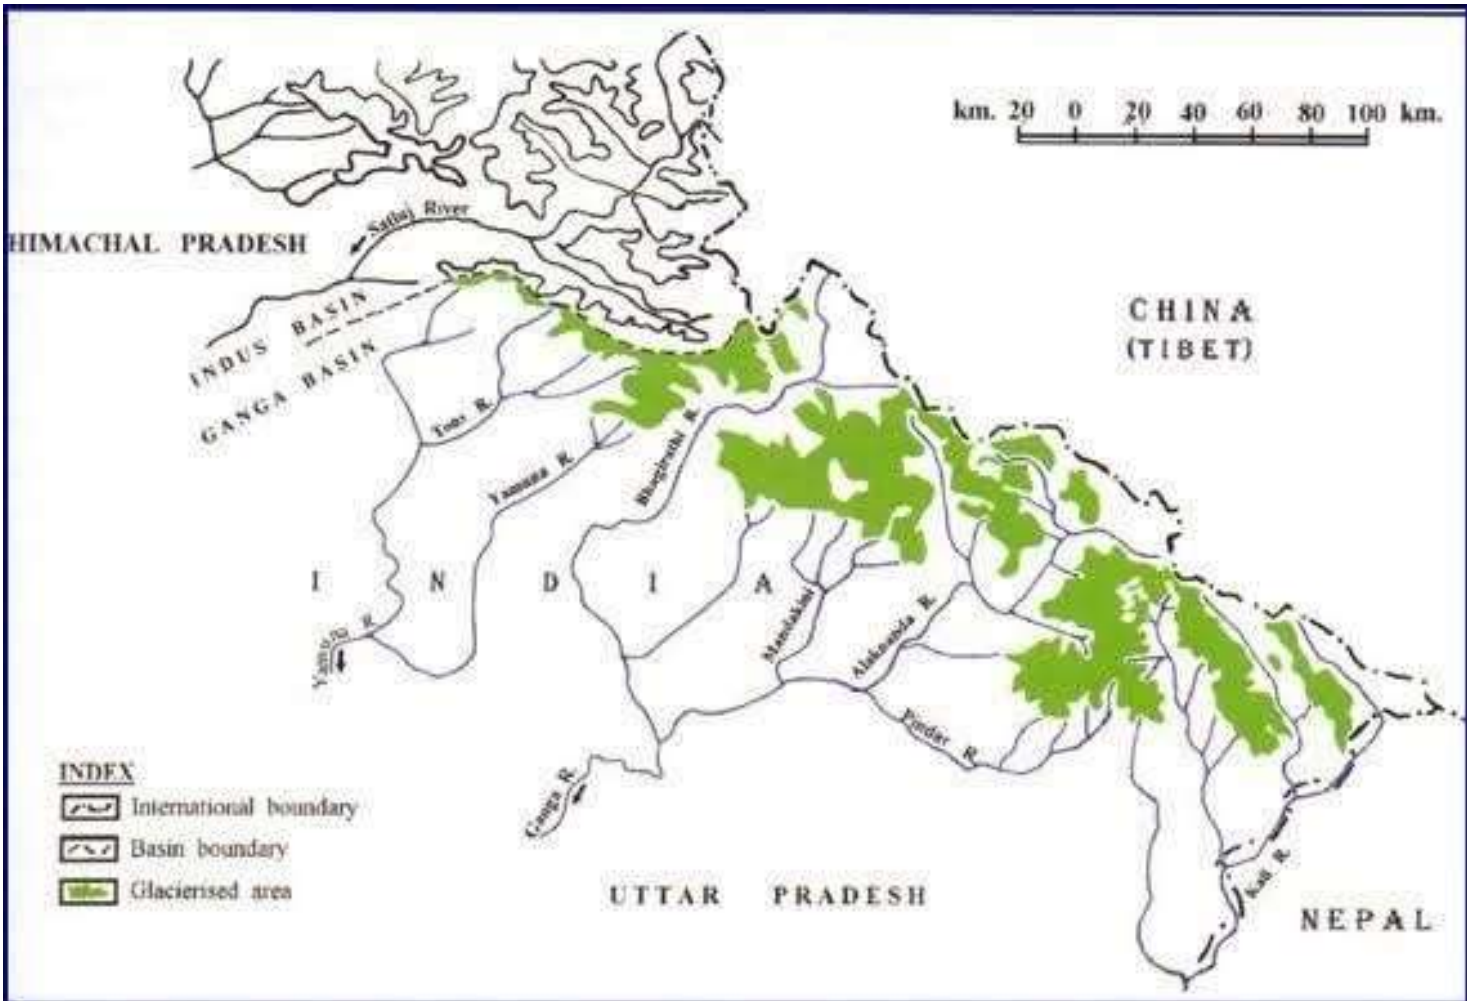 km. 20 0 20 40 60 80 100 km.
Satluj River
HIMACHAL PRADESH
INDUS BASIN
GANGA BASIN
CHINA
(TIBET)
Tons R.
Yamuna R.
Bhagirathi R.
INDIA
Mandakini
Alaknanda R.
Yamuna R.
Pindar R.
Ganga R.
Kali R.
INDEX
International boundary
Basin boundary
Glacierised area
UTTAR PRADESH
NEPAL